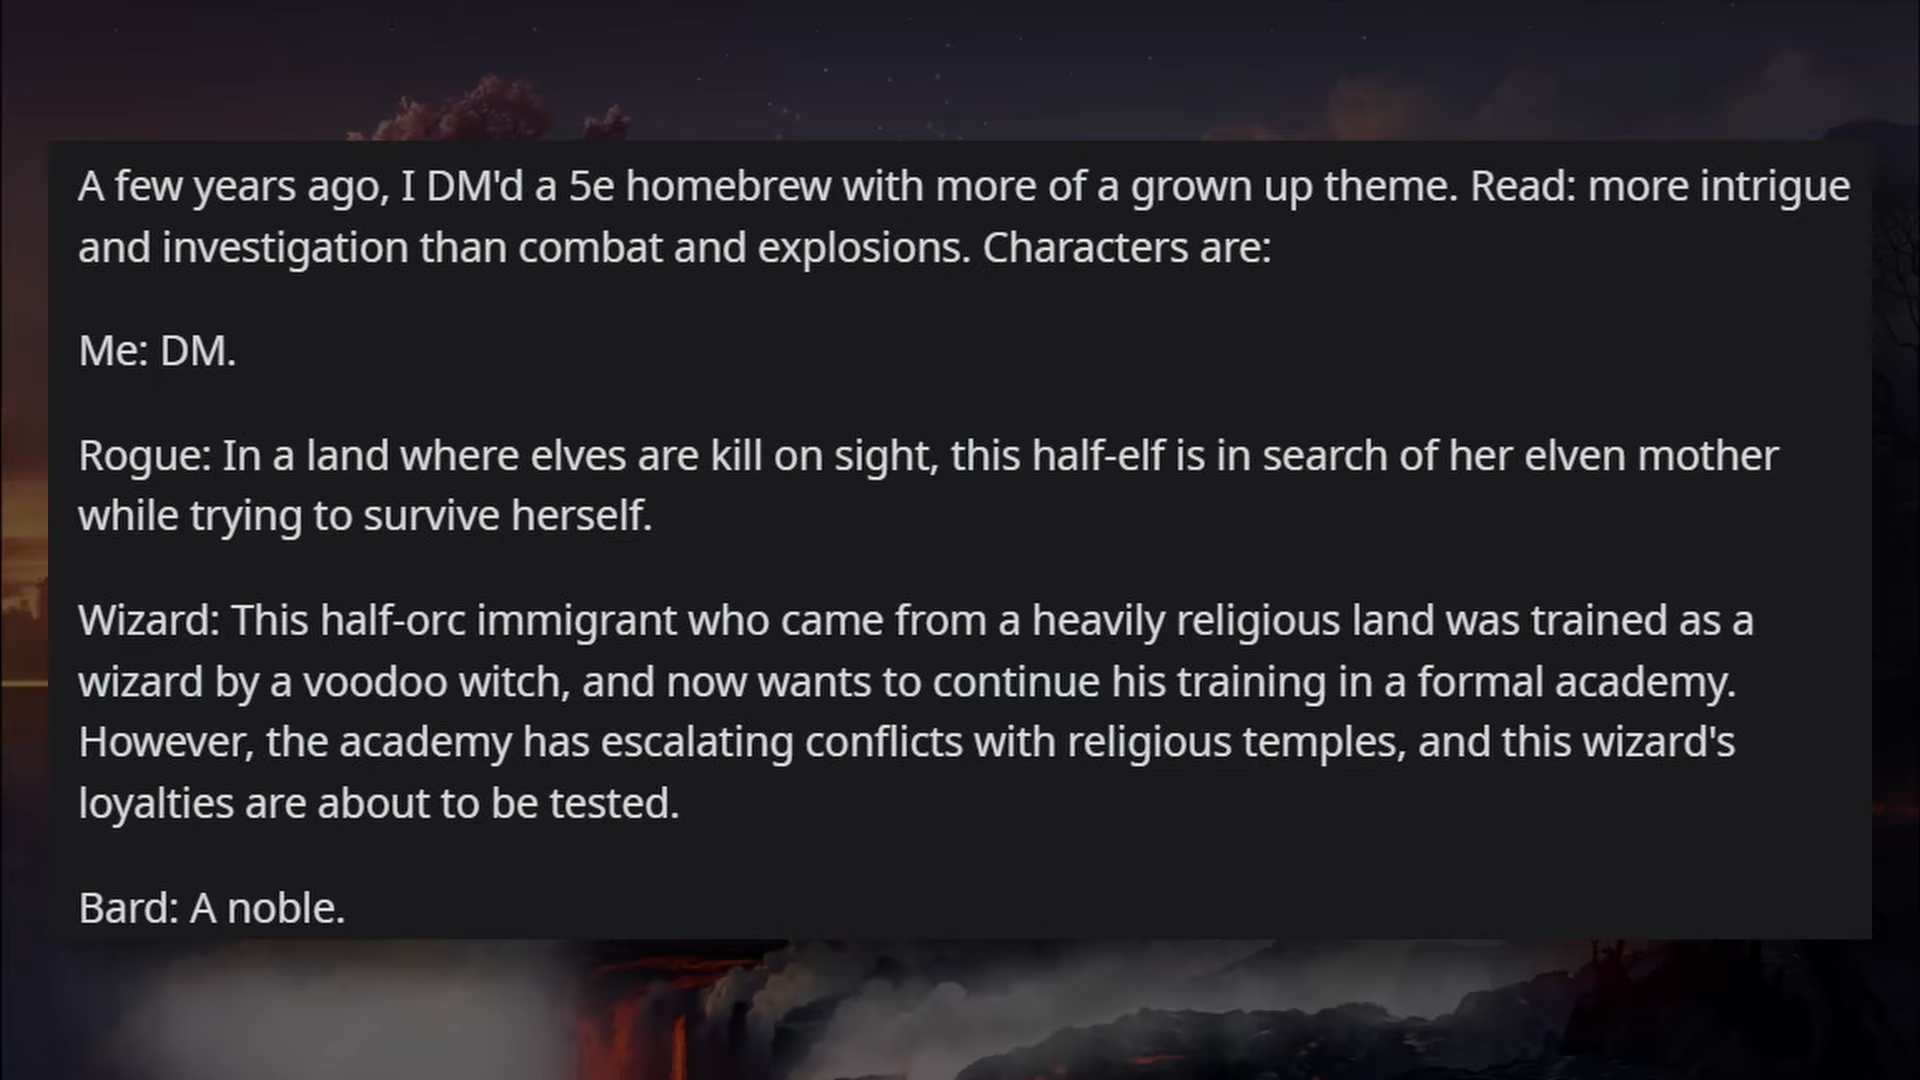 A few years ago, I DM'd a 5e homebrew with more of a grown up theme. Read: more intrigue
and investigation than combat and explosions. Characters are:
Me: DM.
Rogue: In a land where elves are kill on sight, this half-elf is in search of her elven mother
while trying to survive herself.
Wizard: This half-orc immigrant who came from a heavily religious land was trained as a
wizard by a voodoo witch, and now wants to continue his training in a formal academy.
However, the academy has escalating conflicts with religious temples, and this wizard's
loyalties are about to be tested.
Bard: A noble.